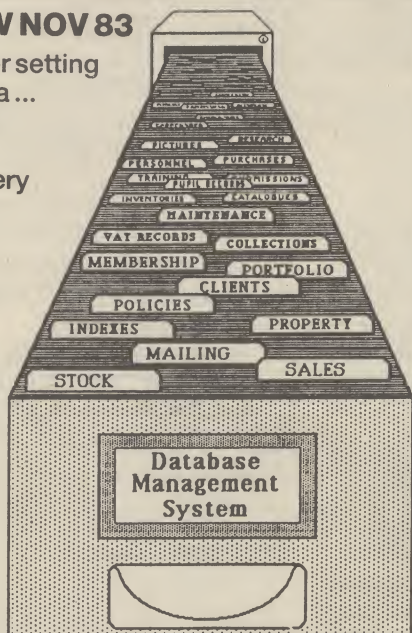 W NOV 83
r setting
a ...
ery
PICTURES
RESEARCH
PERSONNEL
PURCHASES
TRAINING
PUPIL RECORDS
INVENTORIES
CATALOGUES
MAINTENANCE
VAT RECORDS
COLLECTIONS
MEMBERSHIP
PORTFOLIO
CLIENTS
POLICIES
INDEXES
PROPERTY
MAILING
STOCK
SALES
Database
Management
System